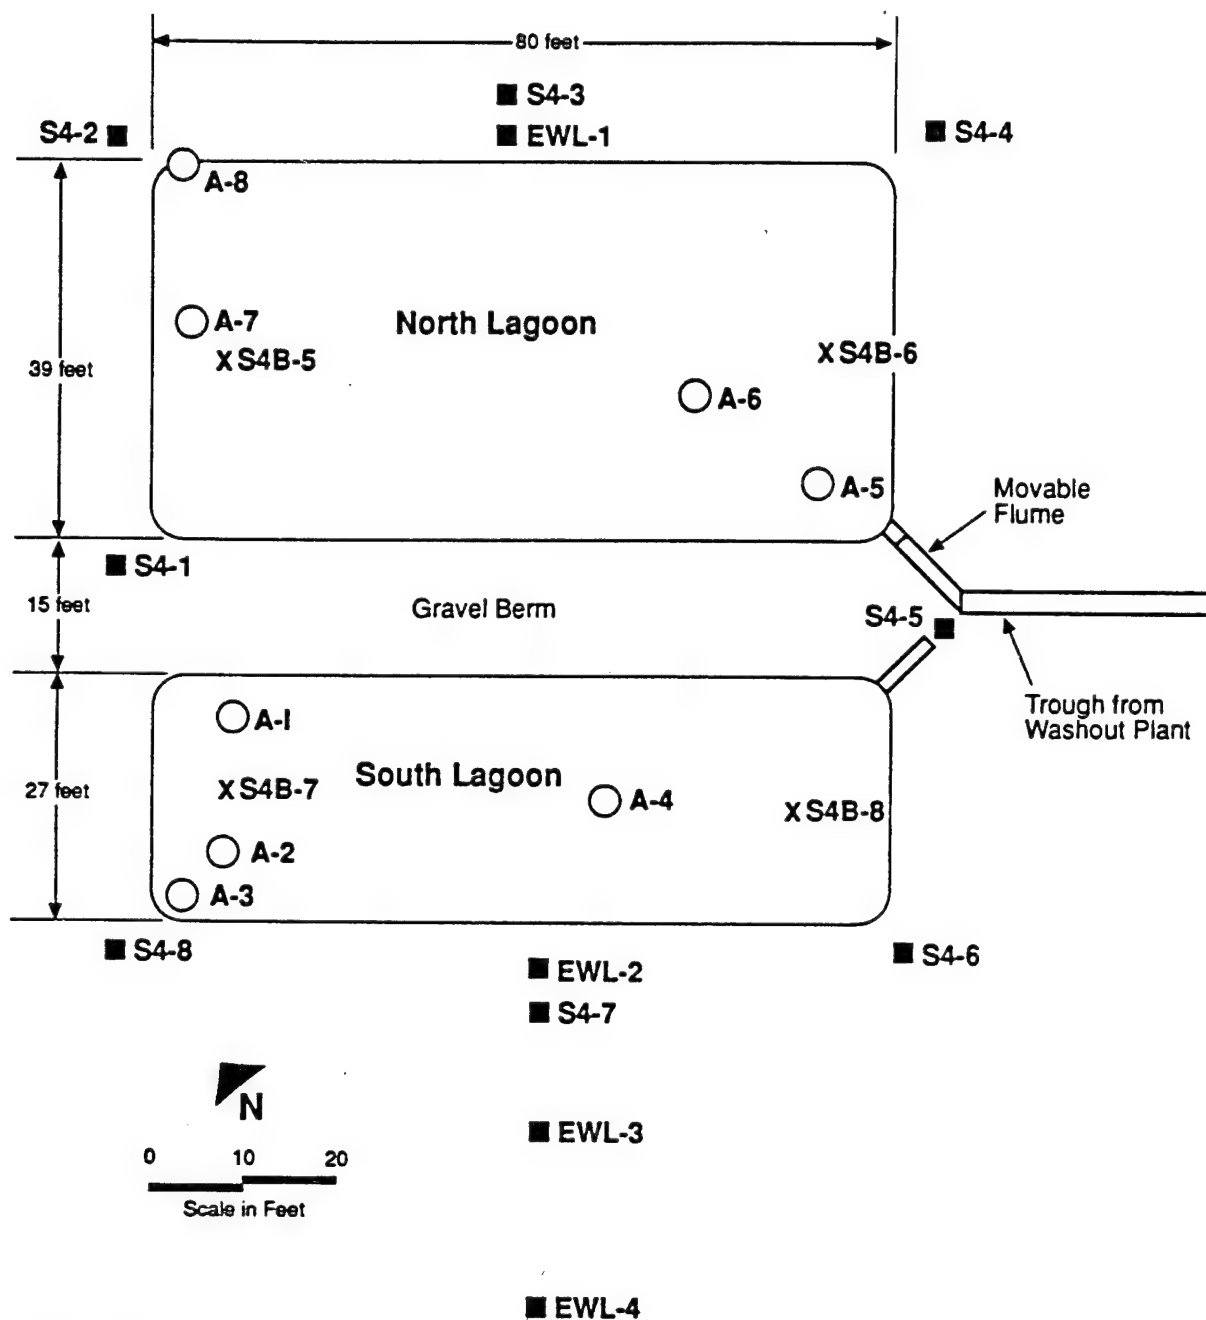 80 feet
S4-3
S4-2
EWL-1
S4-4
A-8
A-7
North Lagoon
S4B-5
XS4B-6
39 feet
A-6
A-5
Movable
Flume
S4-1
15 feet
Gravel Berm
S4-5
Trough from
Washout Plant
A-I
South Lagoon
27 feet
XS4B-7
A-4
XS4B-8
A-2
A-3
S4-8
S4-6
EWL-2
S4-7
N
EWL-3
0 10 20
Scale in Feet
EWL-4